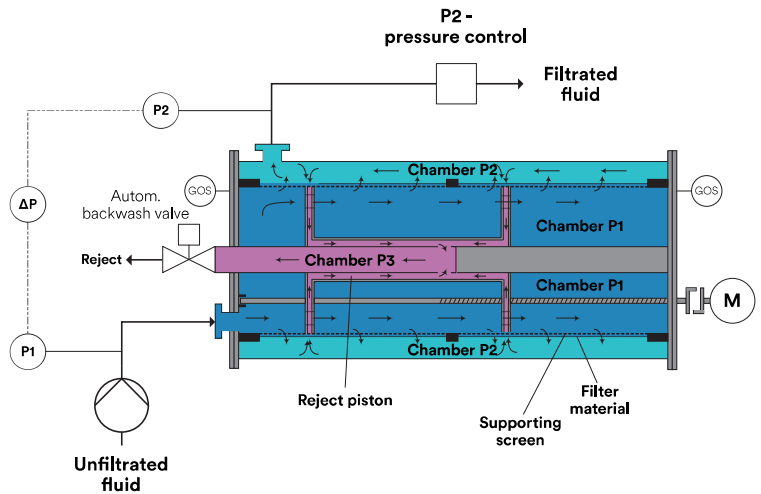 P2 -
pressure control
Filtrated
fluid
P2
Chamber P2
GOS
GOS
ΔP
Autom.
backwash valve
Chamber P1
Reject
Chamber P3
Chamber P1
M
P1
Chamber P2
Reject piston
Filter
material
Supporting
screen
Unfiltrated
fluid